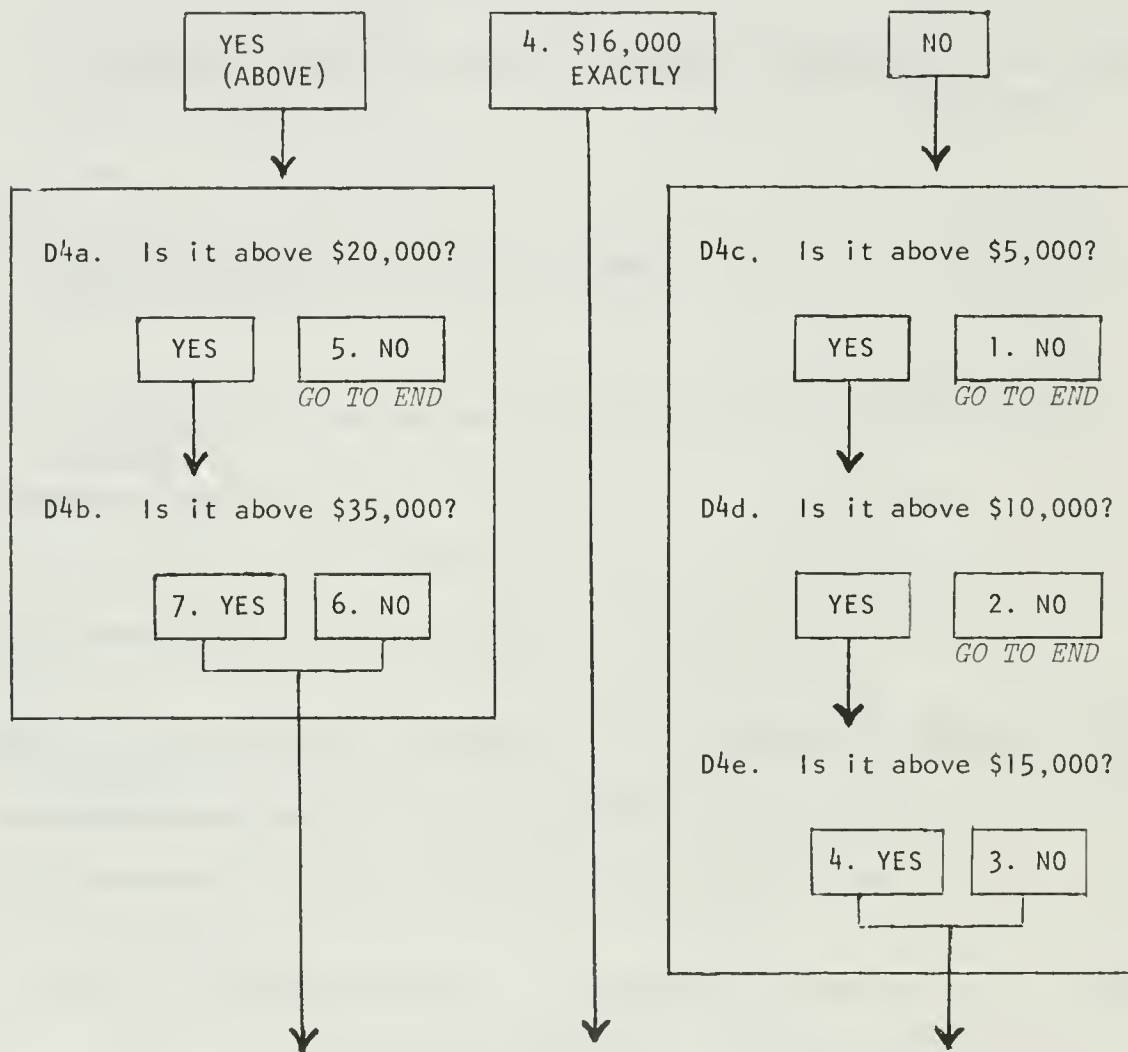 YES
(ABOVE)
4. $16,000
EXACTLY
NO
D4a. Is it above $20,000?
YES
5. NO
GO TO END
D4b. Is it above $35,000?
7. YES
6. NO
D4c. Is it above $5,000?
YES
1. NO
GO TO END
D4d. Is it above $10,000?
YES
2. NO
GO TO END
D4e. Is it above $15,000?
4. YES
3. NO